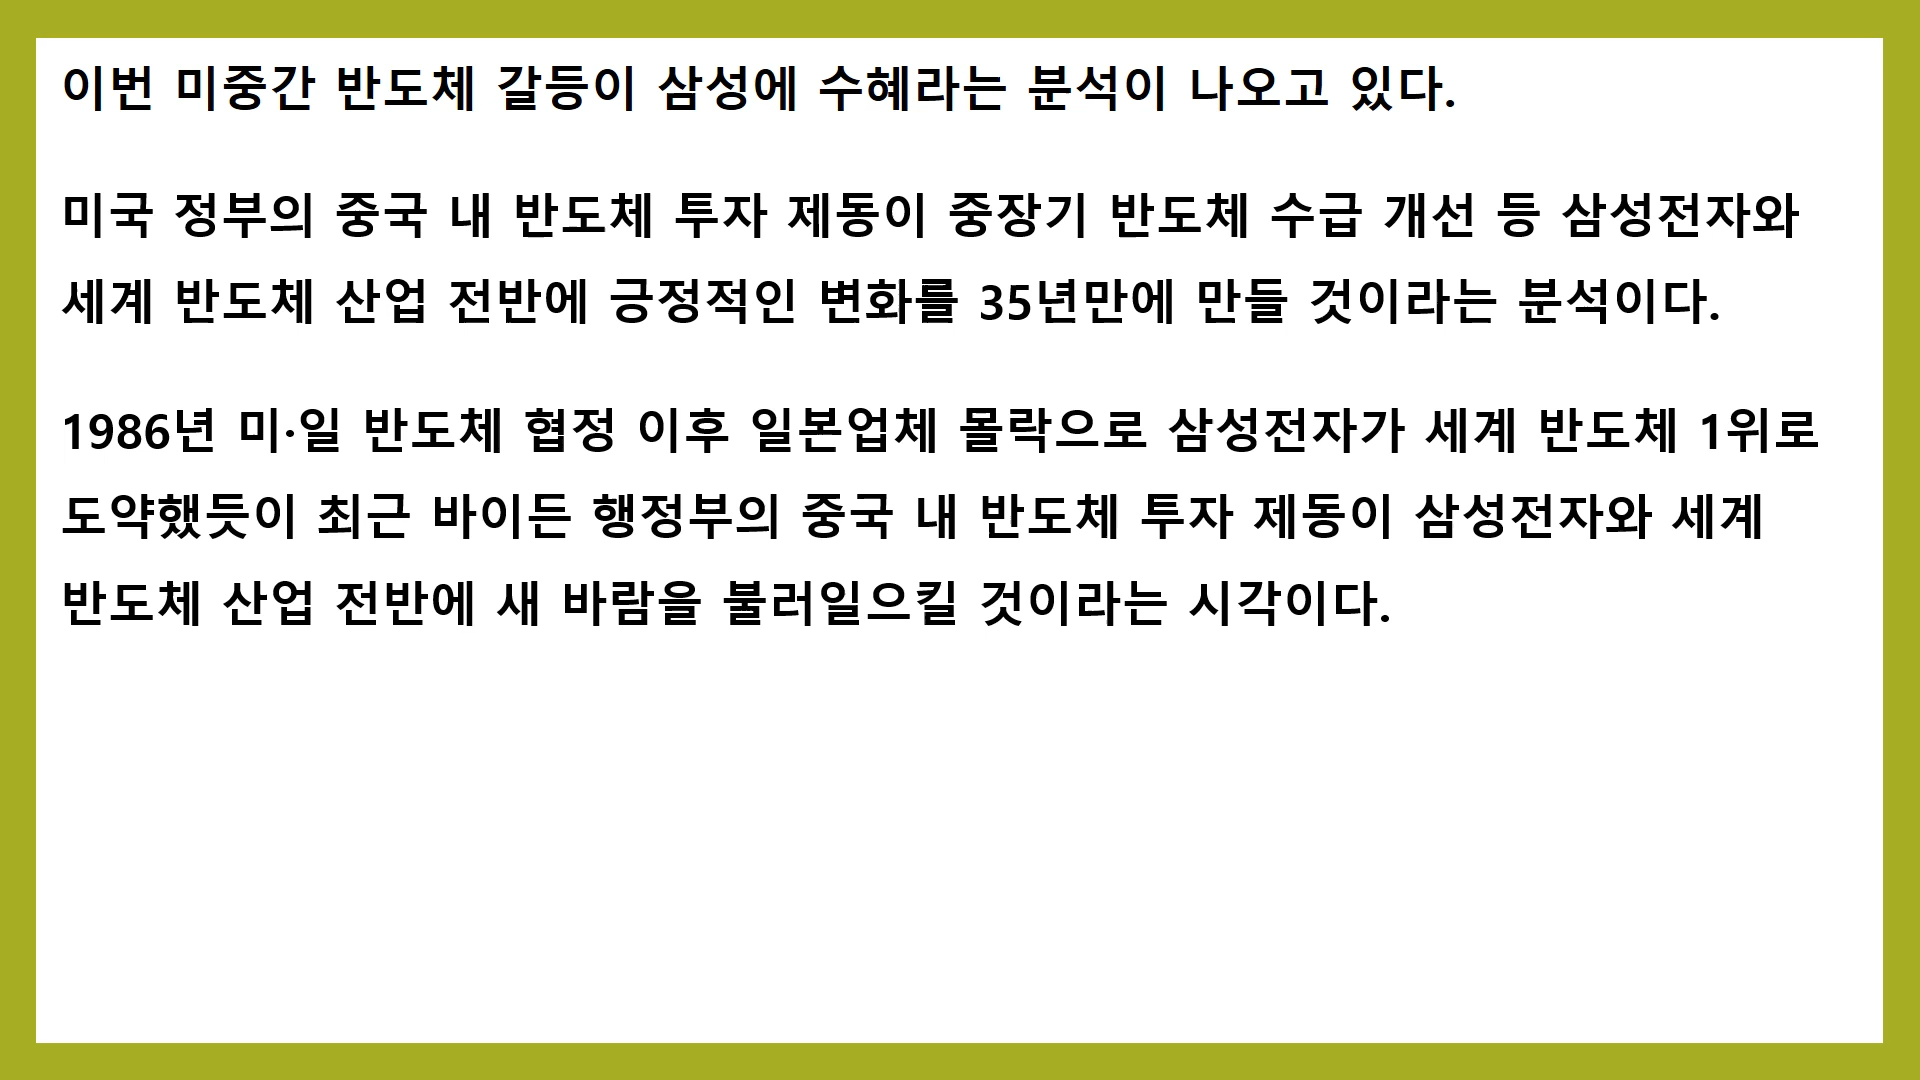 이번 미중간 반도체 갈등이 삼성에 수혜라는 분석이 나오고 있다.
미국 정부의 중국 내 반도체 투자 제동이 중장기 반도체 수급 개선 등 삼성전자와
세계 반도체 산업 전반에 긍정적인 변화를 35년만에 만들 것이라는 분석이다.
1986년 미·일 반도체 협정 이후 일본업체 몰락으로 삼성전자가 세계 반도체 1위로
도약했듯이 최근 바이든 행정부의 중국 내 반도체 투자 제동이 삼성전자와 세계
반도체 산업 전반에 새 바람을 불러일으킬 것이라는 시각이다.